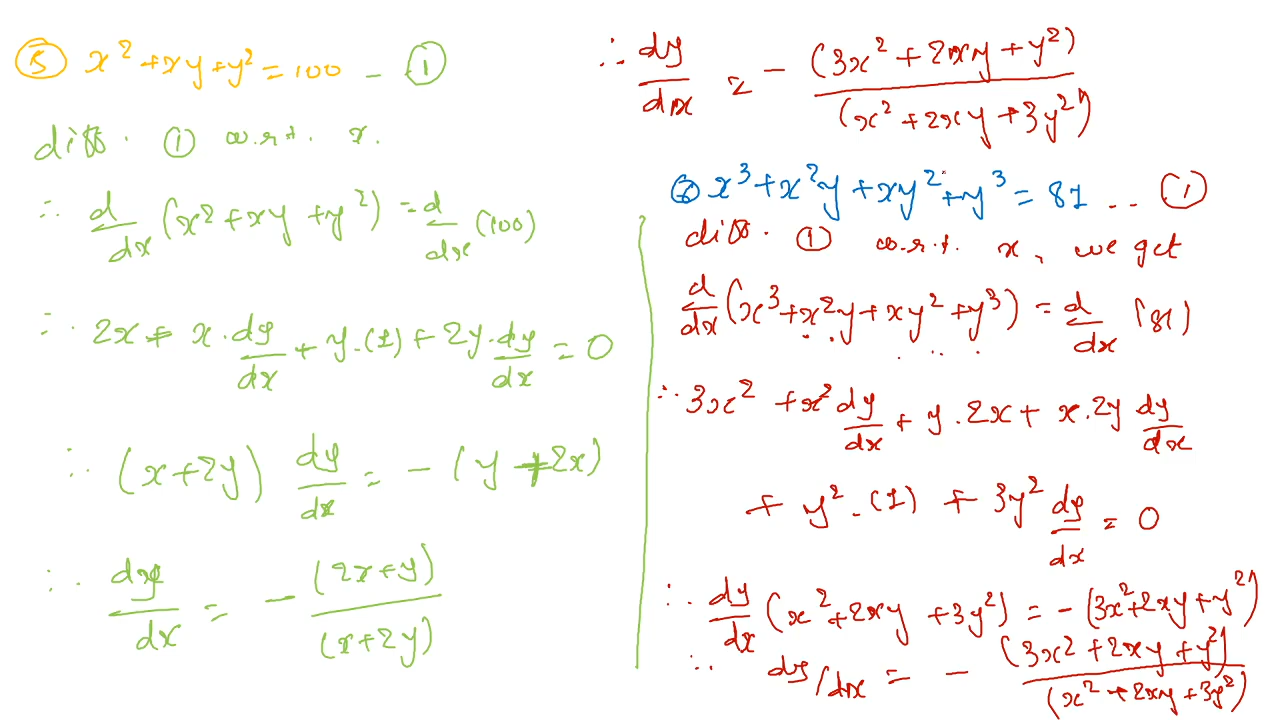 ⑤ x² + xy + y² = 100 - ①
diff. ① w.r.t. x.
∴ d/dx (x² + xy + y²) = d/dx (100)
∴ 2x + x · dy/dx + y · (1) + 2y · dy/dx = 0
∴ (x + 2y) dy/dx = - (y + 2x)
∴ dy/dx = - (2x + y) / (x + 2y)
∴ dy/dx = - (3x² + 2xy + y²) / (x² + 2xy + 3y²)
⑥ x³ + x²y + xy² + y³ = 81 -- ①
diff. ① w.r.t. x, we get
d/dx (x³ + x²y + xy² + y³) = d/dx (81)
∴ 3x² + x² dy/dx + y · 2x + x · 2y dy/dx
+ y² · (1) + 3y² dy/dx = 0
∴ dy/dx (x² + 2xy + 3y²) = - (3x² + 2xy + y²)
∴ dy/dx = - (3x² + 2xy + y²) / (x² + 2xy + 3y²)